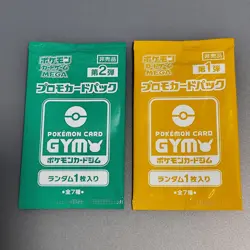 ポケモン
カードゲーム
MEGA
非売品
第2弾
プロモカードパック
POKÉMON CARD
GYM
ポケモンカードジム
ランダム1枚入り
全7種
ポケモン
カードゲーム
MEGA
非売品
第1弾
プロモカードパック
POKÉMON CARD
GYM
ポケモンカードジム
ランダム1枚入り
全7種